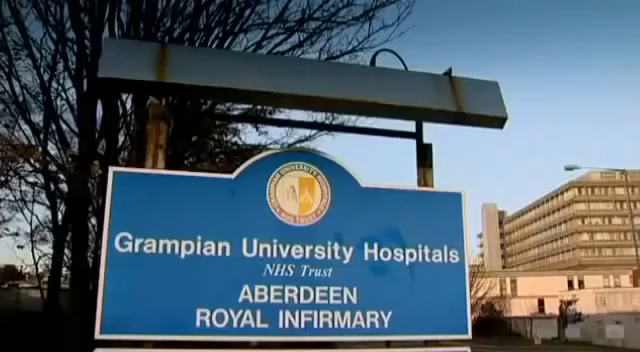 Grampian University Hospitals
NHS Trust
ABERDEEN
ROYAL INFIRMARY